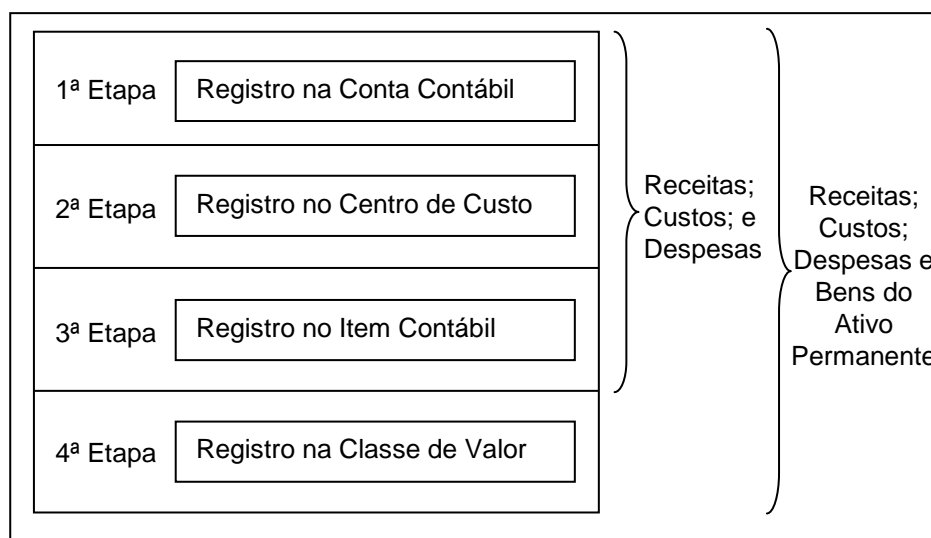 1ª Etapa
Registro na Conta Contábil
2ª Etapa
Registro no Centro de Custo
3ª Etapa
Registro no Item Contábil
4ª Etapa
Registro na Classe de Valor
Receitas;
Custos; e
Despesas
Receitas;
Custos;
Despesas e
Bens do
Ativo
Permanente